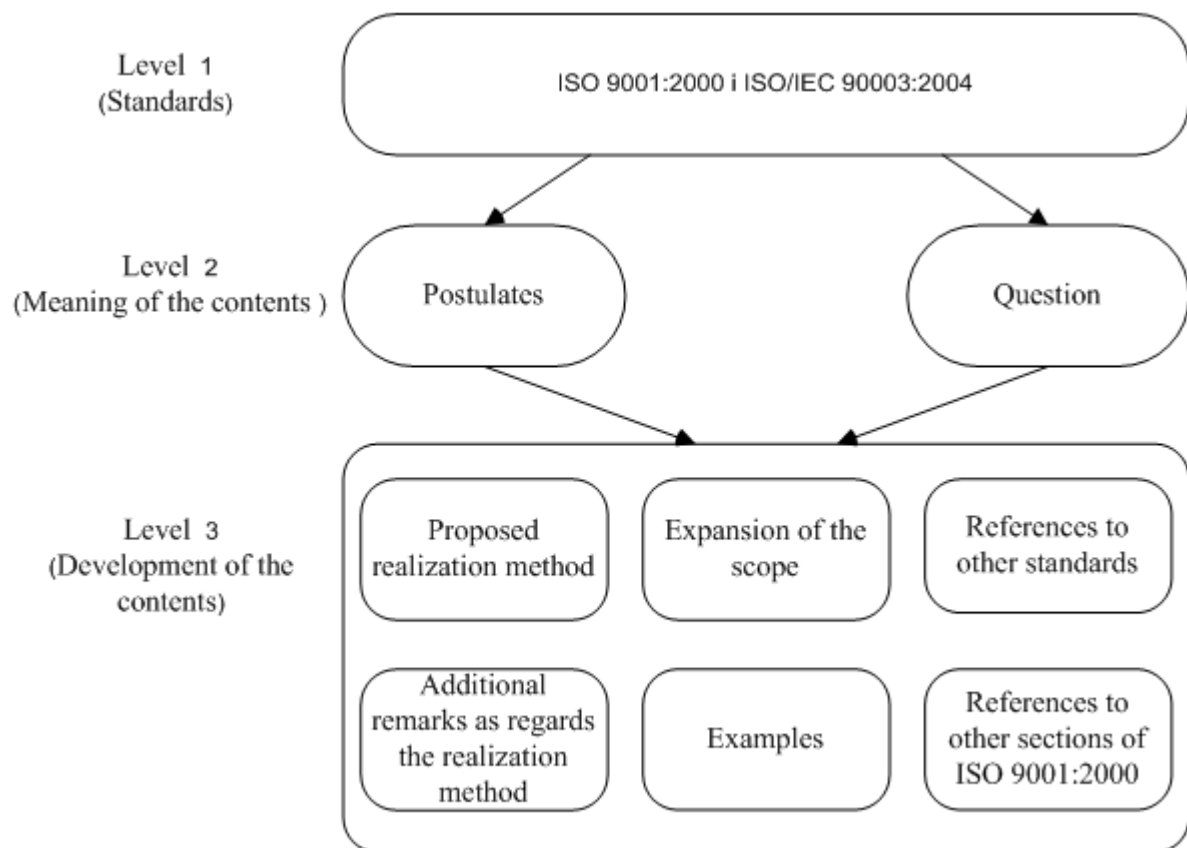 Level 1
(Standards)
ISO 9001:2000 i ISO/IEC 90003:2004
Level 2
(Meaning of the contents )
Postulates
Question
Level 3
(Development of the
contents)
Proposed
realization method
Expansion of the
scope
References to
other standards
Additional
remarks as regards
the realization
method
Examples
References to
other sections of
ISO 9001:2000